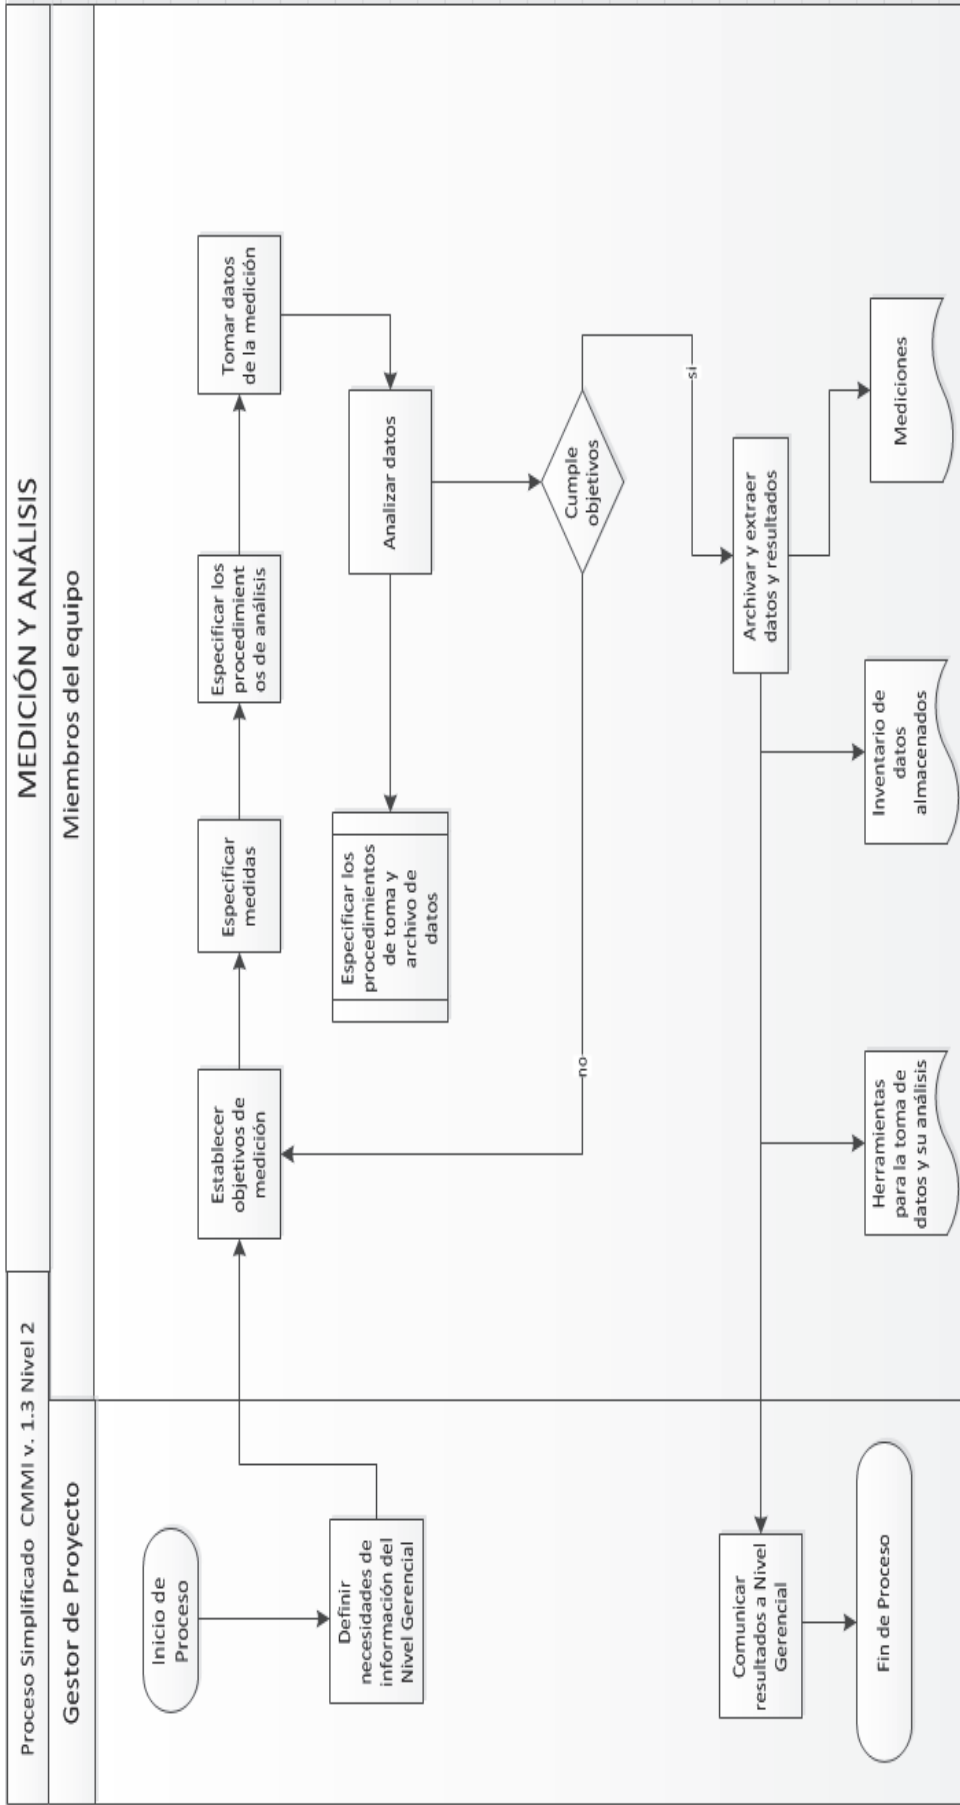 Proceso Simplificado CMMI v. 1.3 Nivel 2
MEDICIÓN Y ANÁLISIS
Gestor de Proyecto
Miembros del equipo
Inicio de
Proceso
Definir
necesidades de
información del
Nivel Gerencial
Establecer
objetivos de
medición
Especificar
medidas
Especificar los
procedimient
os de análisis
Tomar datos
de la medición
Analizar datos
Especificar los
procedimientos
de toma y
archivo de
datos
Cumple
objetivos
no
si
Archivar y extraer
datos y resultados
Mediciones
Inventario de
datos
almacenados
Herramientas
para la toma de
datos y su análisis
Comunicar
resultados a Nivel
Gerencial
Fin de Proceso